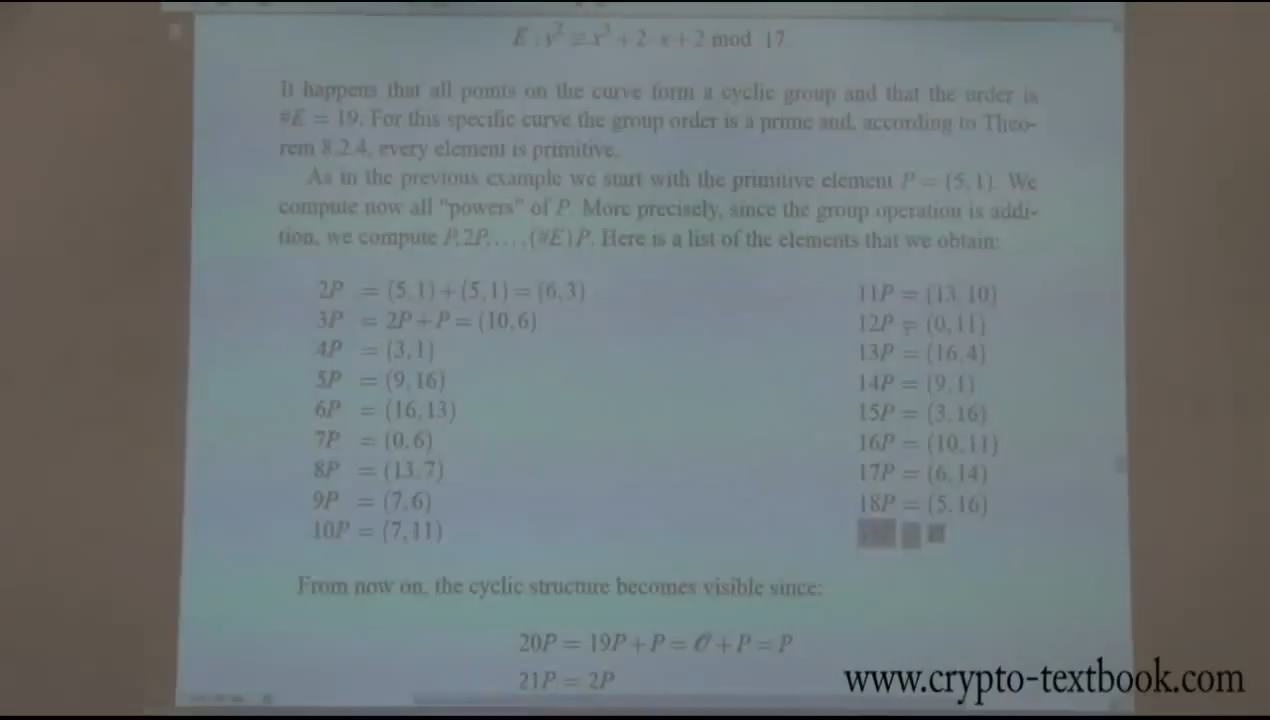 E : y² ≡ x³ + 2 · x + 2 mod 17
It happens that all points on the curve form a cyclic group and that the order is
#E = 19. For this specific curve the group order is a prime and, according to Theo-
rem 8.2.4, every element is primitive.
As in the previous example we start with the primitive element P = (5,1). We
compute now all "powers" of P. More precisely, since the group operation is addi-
tion, we compute P, 2P, ..., (#E)P. Here is a list of the elements that we obtain:
2P = (5,1)+(5,1) = (6,3)
3P = 2P+P = (10,6)
4P = (3,1)
5P = (9,16)
6P = (16,13)
7P = (0,6)
8P = (13,7)
9P = (7,6)
10P = (7,11)
11P = (13,10)
12P = (0,11)
13P = (16,4)
14P = (9,1)
15P = (3,16)
16P = (10,11)
17P = (6,14)
18P = (5,16)
From now on, the cyclic structure becomes visible since:
20P = 19P+P = 𝒪+P = P
21P = 2P
www.crypto-textbook.com